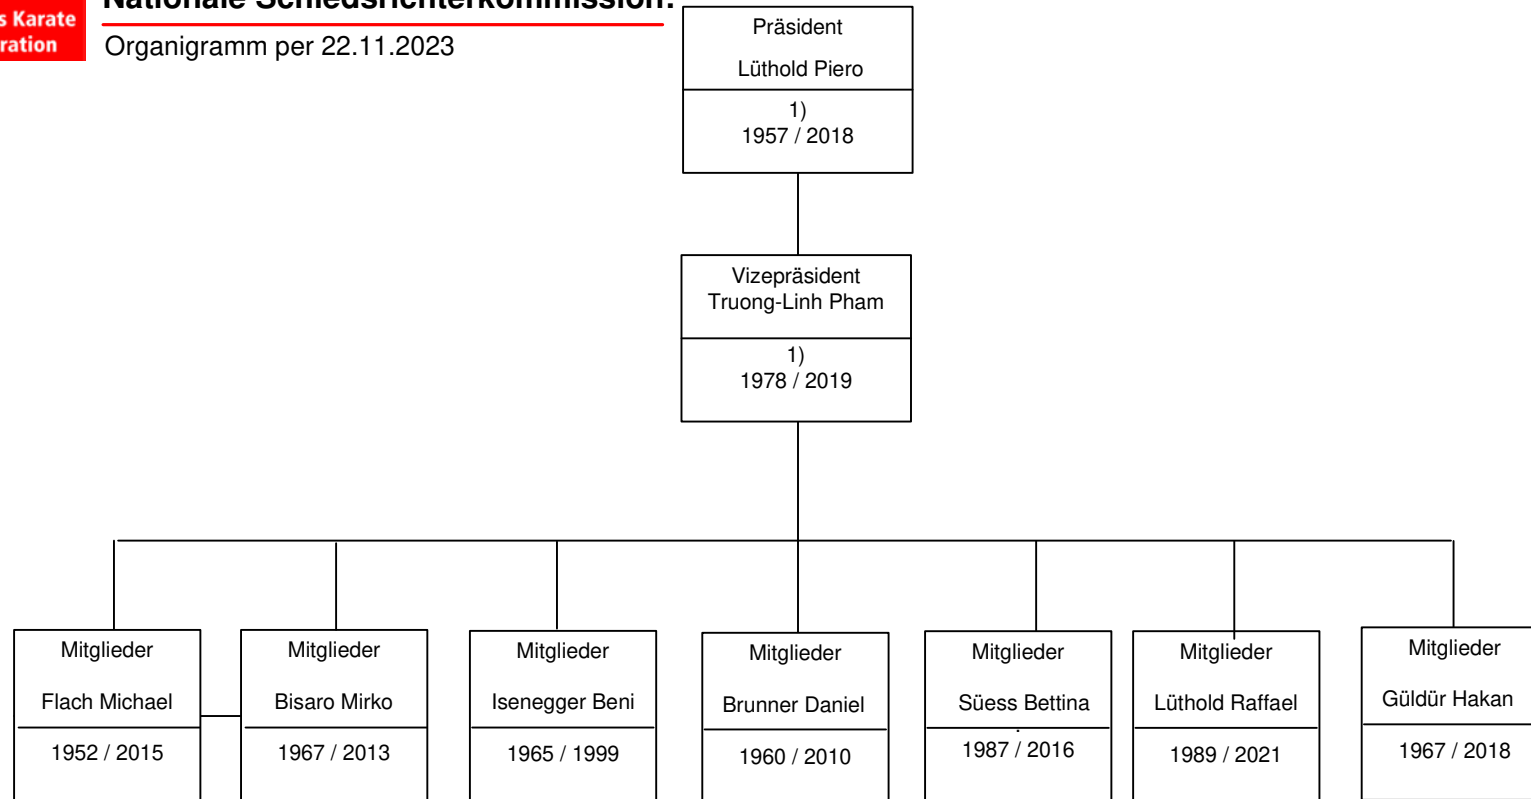 s Karate
ration
Nationale Schiedsrichterkommission:
Organigramm per 22.11.2023
Präsident
Lüthold Piero
1)
1957 / 2018
Vizepräsident
Truong-Linh Pham
1)
1978 / 2019
Mitglieder
Flach Michael
1952 / 2015
Mitglieder
Bisaro Mirko
1967 / 2013
Mitglieder
Isenegger Beni
1965 / 1999
Mitglieder
Brunner Daniel
1960 / 2010
Mitglieder
Süess Bettina
.
1987 / 2016
Mitglieder
Lüthold Raffael
1989 / 2021
Mitglieder
Güldür Hakan
1967 / 2018